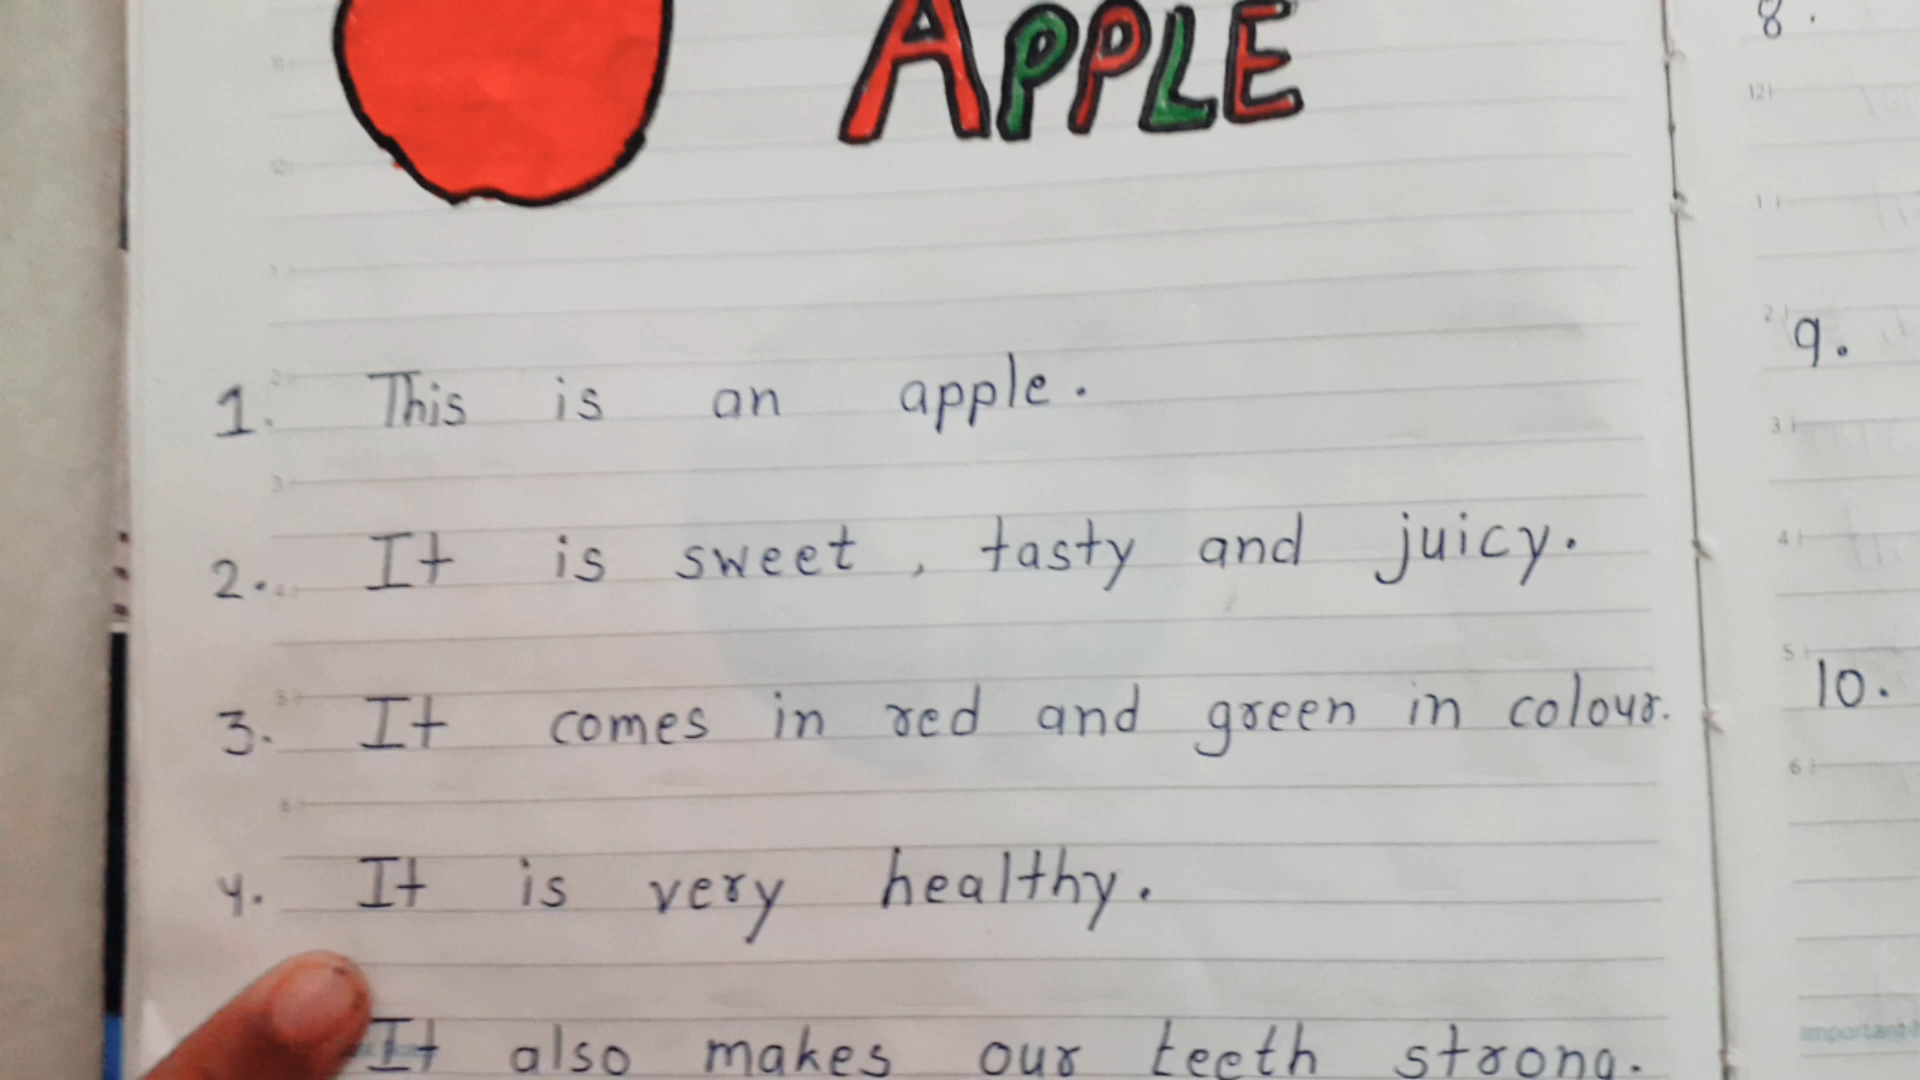 APPLE
1. This is an apple.
2. It is sweet, tasty and juicy.
3. It comes in red and green in colour.
4. It is very healthy.
It also makes our teeth strong.
8.
9.
10.